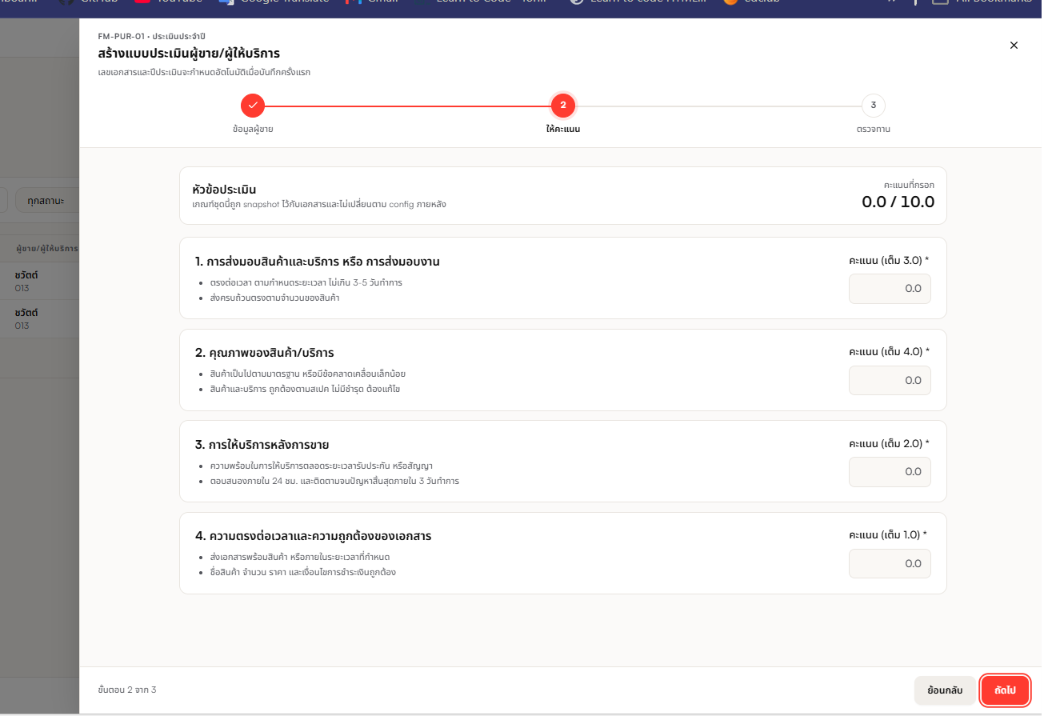 GitHub
YouTube
Google Translate
Gmail
Learn to Code
All Bookmarks
FM-PUR-01 • ประเมินประจำปี
สร้างแบบประเมินผู้ขาย/ผู้ให้บริการ
เลขเอกสารและปีประเมินจะกำหนดอัตโนมัติเมื่อบันทึกครั้งแรก
2
3
ข้อมูลผู้ขาย
ให้คะแนน
ตรวจทาน
หัวข้อประเมิน
เกณฑ์ชุดนี้ถูก snapshot ไว้กับเอกสารและไม่เปลี่ยนตาม config ภายหลัง
คะแนนที่กรอก
0.0 / 10.0
ทุกสถานะ
ผู้ขาย/ผู้ให้บริการ
ชวัตต์
013
ชวัตต์
013
1. การส่งมอบสินค้าและบริการ หรือ การส่งมอบงาน
• ตรงต่อเวลา ตามกำหนดระยะเวลา ไม่เกิน 3-5 วันทำการ
• ส่งครบถ้วนตรงตามจำนวนของสินค้า
คะแนน (เต็ม 3.0) *
0.0
2. คุณภาพของสินค้า/บริการ
• สินค้าเป็นไปตามมาตรฐาน หรือมีข้อคลาดเคลื่อนเล็กน้อย
• สินค้าและบริการ ถูกต้องตามสเปค ไม่มีชำรุด ต้องแก้ไข
คะแนน (เต็ม 4.0) *
0.0
3. การให้บริการหลังการขาย
• ความพร้อมในการให้บริการตลอดระยะเวลารับประกัน หรือสัญญา
• ตอบสนองภายใน 24 ชม. และติดตามจนปัญหาสิ้นสุดภายใน 3 วันทำการ
คะแนน (เต็ม 2.0) *
0.0
4. ความตรงต่อเวลาและความถูกต้องของเอกสาร
• ส่งเอกสารพร้อมสินค้า หรือภายในระยะเวลาที่กำหนด
• ชื่อสินค้า จำนวน ราคา และเงื่อนไขการชำระเงินถูกต้อง
คะแนน (เต็ม 1.0) *
0.0
ขั้นตอน 2 จาก 3
ย้อนกลับ
ถัดไป